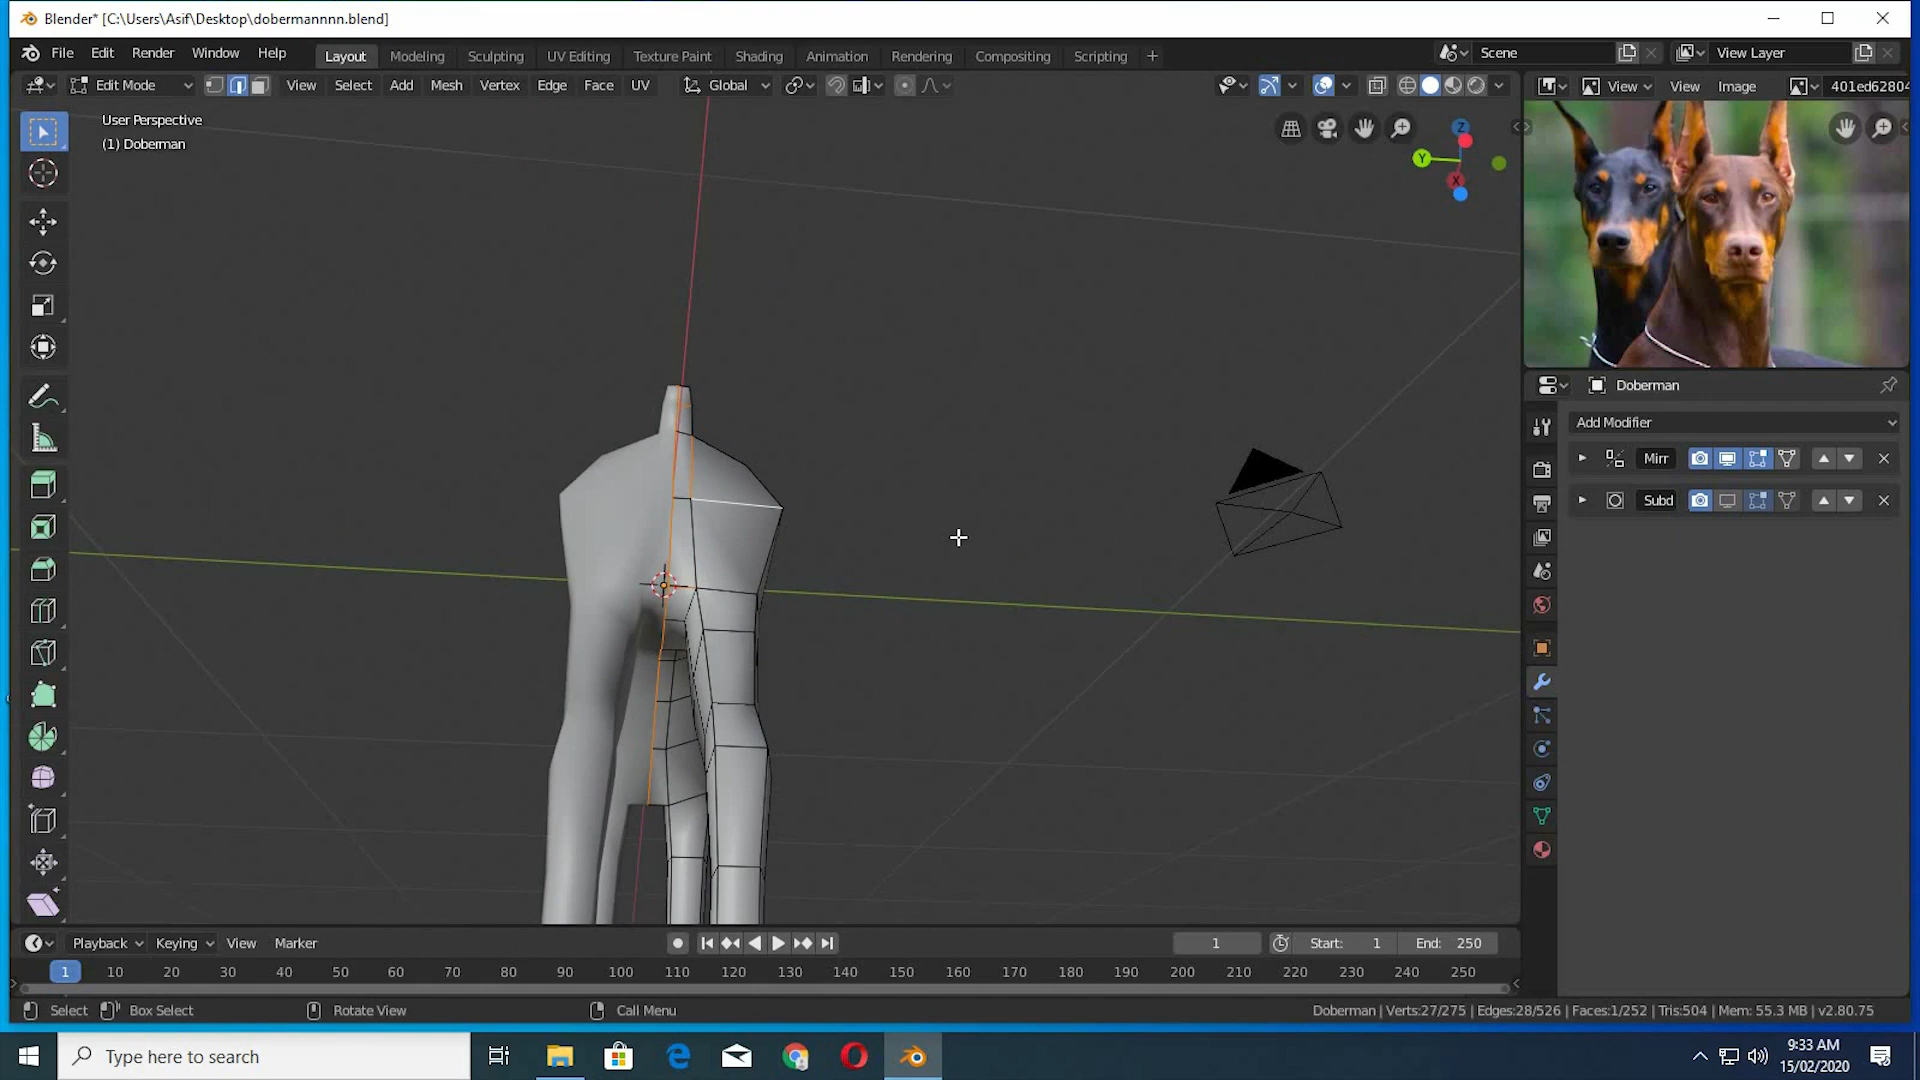 Blender* [C:\Users\Asif\Desktop\dobermannnn.blend]
File Edit Render Window Help Layout Modeling Sculpting UV Editing Texture Paint Shading Animation Rendering Compositing Scripting + Scene View Layer
Edit Mode View Select Add Mesh Vertex Edge Face UV Global View View Image 401ed62804
User Perspective
(1) Doberman
Z
Y
X
Doberman
Add Modifier
Mirr
Subd
Playback Keying View Marker 1 Start: 1 End: 250
1 10 20 30 40 50 60 70 80 90 100 110 120 130 140 150 160 170 180 190 200 210 220 230 240 250
Select Box Select Rotate View Call Menu Doberman | Verts:27/275 | Edges:28/526 | Faces:1/252 | Tris:504 | Mem: 55.3 MB | v2.80.75
Type here to search
9:33 AM
15/02/2020